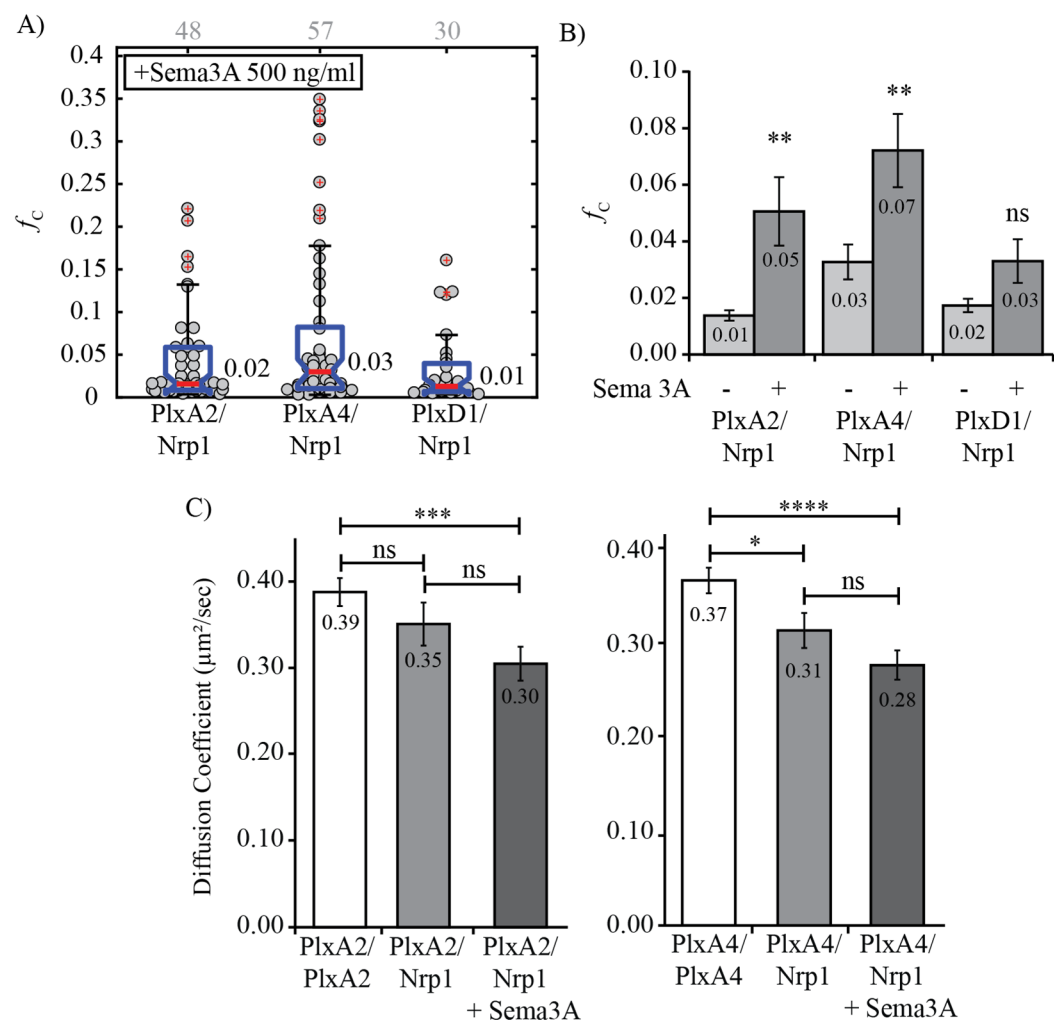 A)
48 57 30
+Sema3A 500 ng/ml
0.4
0.35
0.3
0.25
0.2
0.15
0.1
0.05
0
fc
0.02
0.03
0.01
PlxA2/
Nrp1
PlxA4/
Nrp1
PlxD1/
Nrp1
B)
0.10
0.08
0.06
0.04
0.02
0.00
fc
**
**
ns
0.01
0.05
0.03
0.07
0.02
0.03
Sema 3A - + - + - +
PlxA2/
Nrp1
PlxA4/
Nrp1
PlxD1/
Nrp1
C)
Diffusion Coefficient (µm²/sec)
0.40
0.30
0.20
0.10
0.00
***
ns
ns
0.39
0.35
0.30
PlxA2/
PlxA2
PlxA2/
Nrp1
PlxA2/
Nrp1
+ Sema3A
0.40
0.30
0.20
0.10
0.00
****
*
ns
0.37
0.31
0.28
PlxA4/
PlxA4
PlxA4/
Nrp1
PlxA4/
Nrp1
+ Sema3A